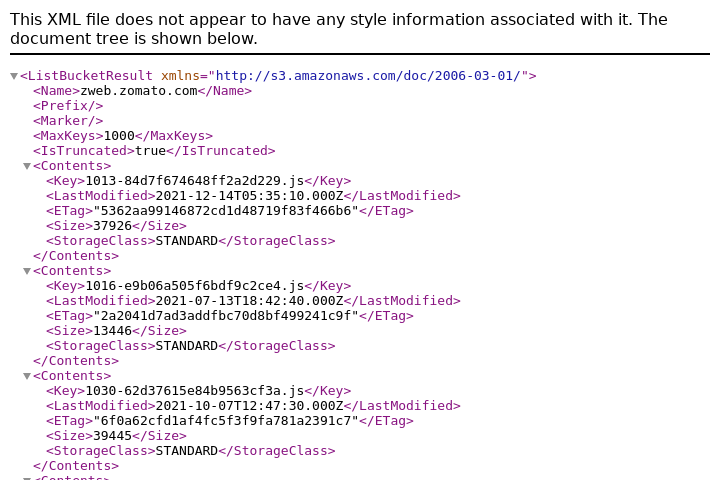 This XML file does not appear to have any style information associated with it. The
document tree is shown below.
<ListBucketResult xmlns="http://s3.amazonaws.com/doc/2006-03-01/">
<Name>zweb.zomato.com</Name>
<Prefix/>
<Marker/>
<MaxKeys>1000</MaxKeys>
<IsTruncated>true</IsTruncated>
<Contents>
<Key>1013-84d7f674648ff2a2d229.js</Key>
<LastModified>2021-12-14T05:35:10.000Z</LastModified>
<ETag>"5362aa99146872cd1d48719f83f466b6"</ETag>
<Size>37926</Size>
<StorageClass>STANDARD</StorageClass>
</Contents>
<Contents>
<Key>1016-e9b06a505f6bdf9c2ce4.js</Key>
<LastModified>2021-07-13T18:42:40.000Z</LastModified>
<ETag>"2a2041d7ad3addfbc70d8bf499241c9f"</ETag>
<Size>13446</Size>
<StorageClass>STANDARD</StorageClass>
</Contents>
<Contents>
<Key>1030-62d37615e84b9563cf3a.js</Key>
<LastModified>2021-10-07T12:47:30.000Z</LastModified>
<ETag>"6f0a62cfd1af4fc5f3f9fa781a2391c7"</ETag>
<Size>39445</Size>
<StorageClass>STANDARD</StorageClass>
</Contents>
<Contents>